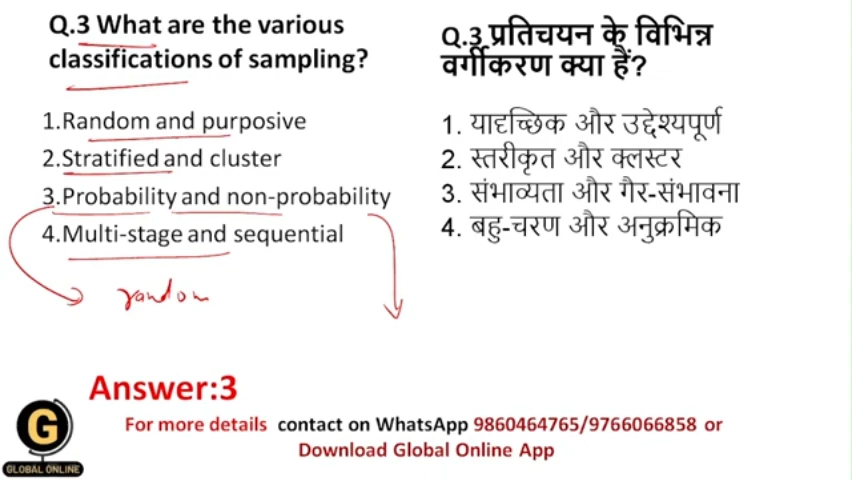 Q.3 What are the various
classifications of sampling?
1.Random and purposive
2.Stratified and cluster
3.Probability and non-probability
4.Multi-stage and sequential
random
Q.3 प्रतिचयन के विभिन्न
वर्गीकरण क्या हैं?
1. यादृच्छिक और उद्देश्यपूर्ण
2. स्तरीकृत और क्लस्टर
3. संभाव्यता और गैर-संभावना
4. बहु-चरण और अनुक्रमिक
Answer:3
For more details contact on WhatsApp 9860464765/9766066858 or
Download Global Online App
G
GLOBAL ONLINE